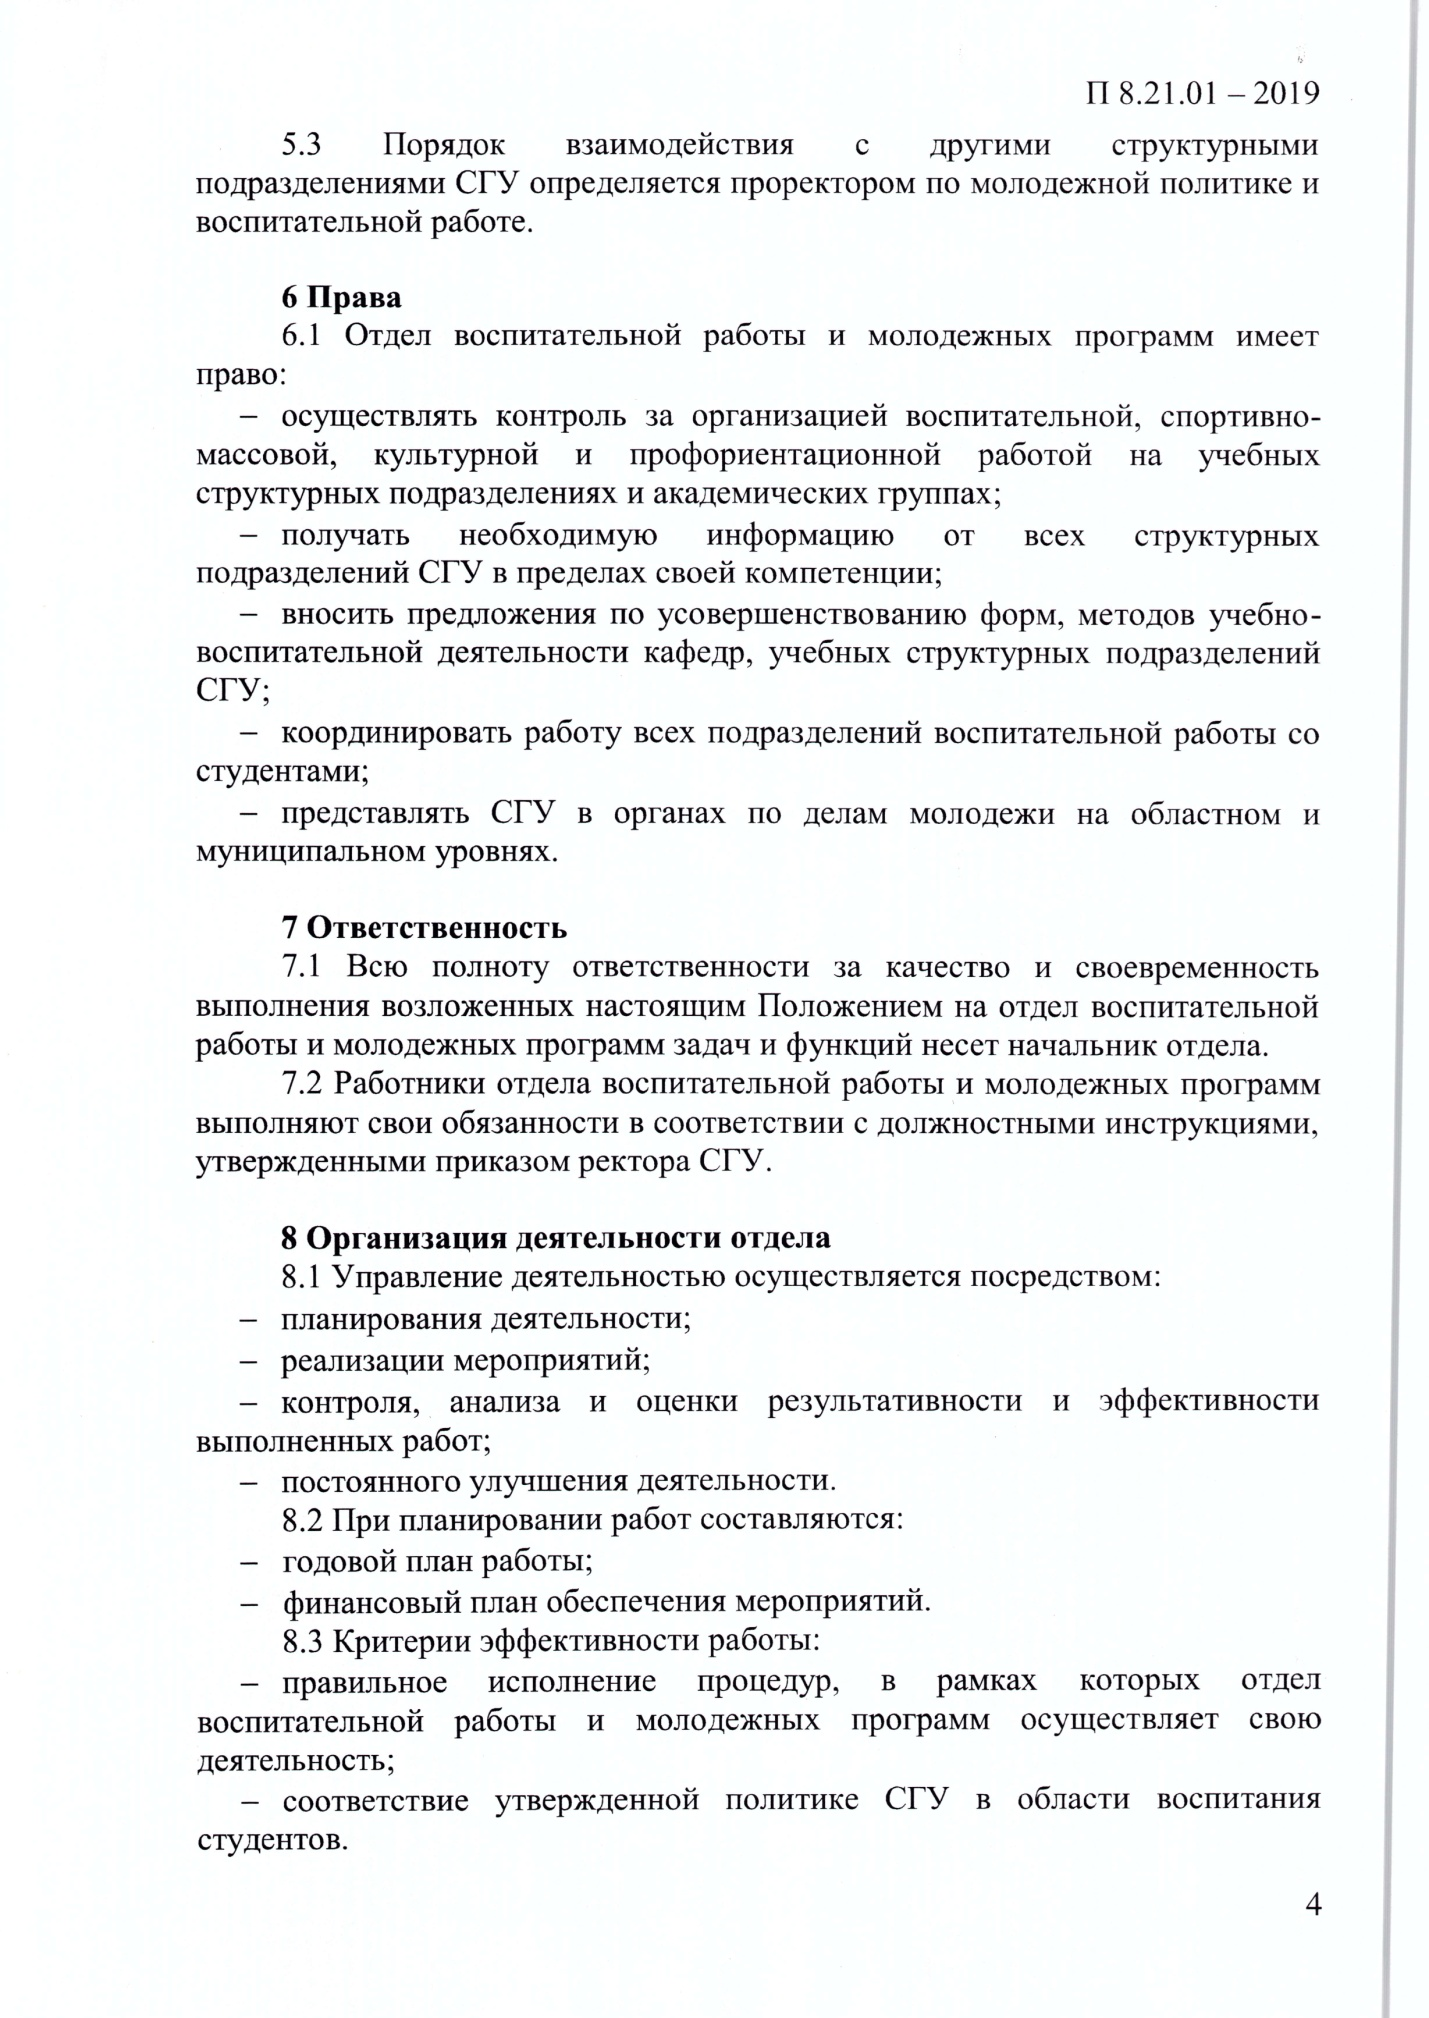 П 8.21.01 – 2019
5.3 Порядок взаимодействия с другими структурными
подразделениями СГУ определяется проректором по молодежной политике и
воспитательной работе.
6 Права
6.1 Отдел воспитательной работы и молодежных программ имеет
право:
– осуществлять контроль за организацией воспитательной, спортивно-
массовой, культурной и профориентационной работой на учебных
структурных подразделениях и академических группах;
– получать необходимую информацию от всех структурных
подразделений СГУ в пределах своей компетенции;
– вносить предложения по усовершенствованию форм, методов учебно-
воспитательной деятельности кафедр, учебных структурных подразделений
СГУ;
– координировать работу всех подразделений воспитательной работы со
студентами;
– представлять СГУ в органах по делам молодежи на областном и
муниципальном уровнях.
7 Ответственность
7.1 Всю полноту ответственности за качество и своевременность
выполнения возложенных настоящим Положением на отдел воспитательной
работы и молодежных программ задач и функций несет начальник отдела.
7.2 Работники отдела воспитательной работы и молодежных программ
выполняют свои обязанности в соответствии с должностными инструкциями,
утвержденными приказом ректора СГУ.
8 Организация деятельности отдела
8.1 Управление деятельностью осуществляется посредством:
– планирования деятельности;
– реализации мероприятий;
– контроля, анализа и оценки результативности и эффективности
выполненных работ;
– постоянного улучшения деятельности.
8.2 При планировании работ составляются:
– годовой план работы;
– финансовый план обеспечения мероприятий.
8.3 Критерии эффективности работы:
– правильное исполнение процедур, в рамках которых отдел
воспитательной работы и молодежных программ осуществляет свою
деятельность;
– соответствие утвержденной политике СГУ в области воспитания
студентов.
4